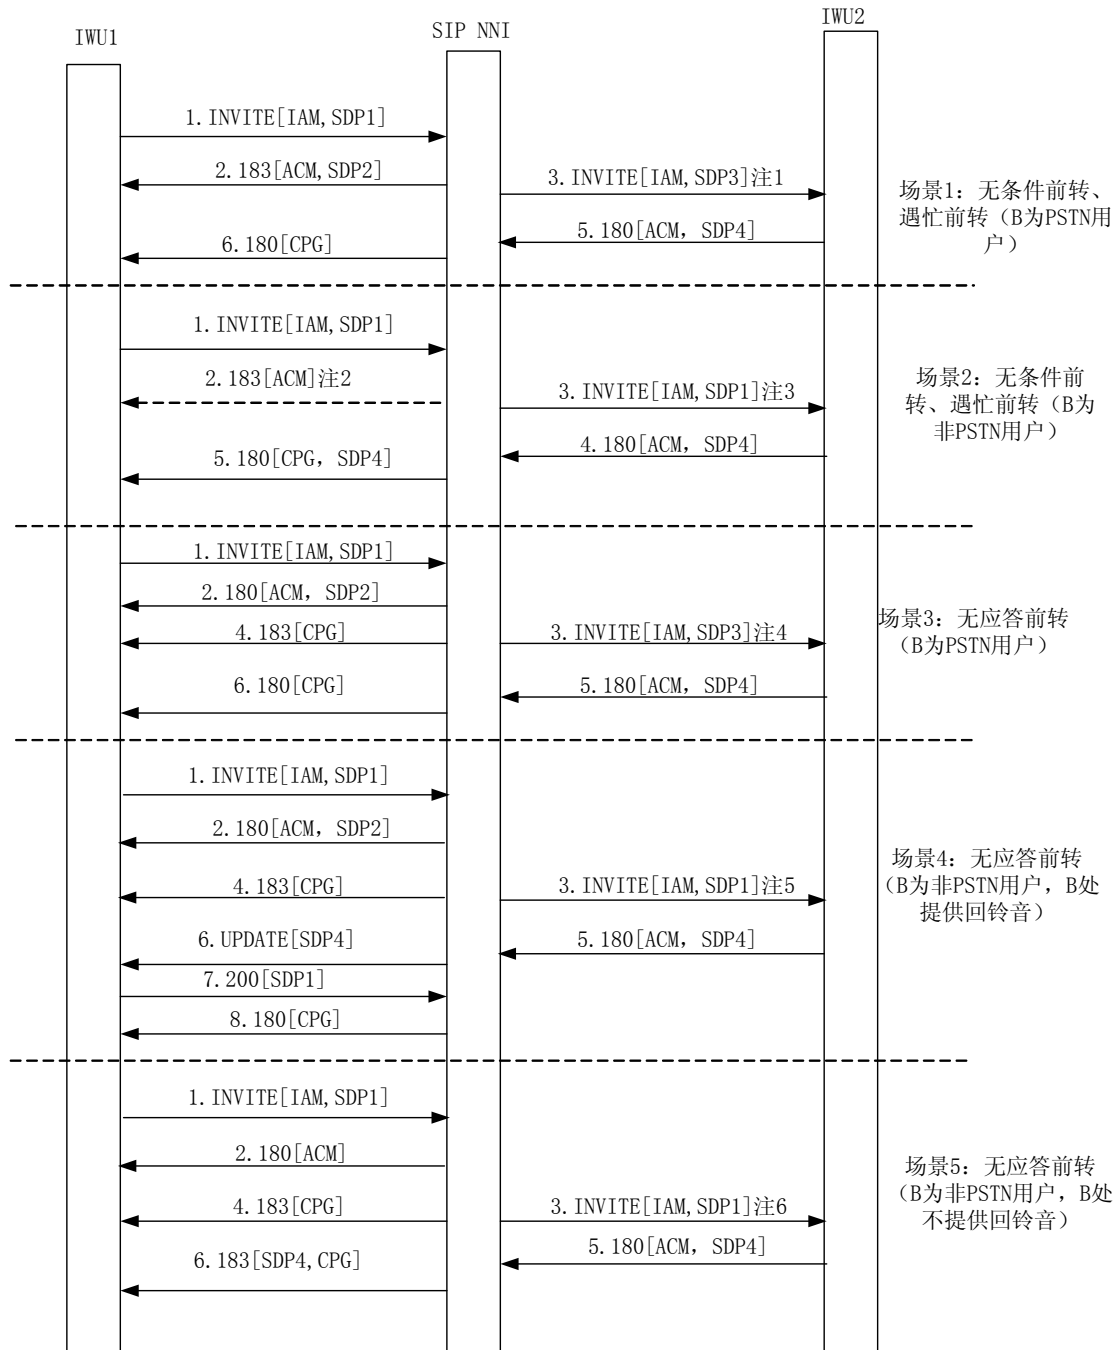 IWU1
SIP NNI
IWU2
1.INVITE[IAM,SDP1]
2.183[ACM,SDP2]
3.INVITE[IAM,SDP3]注1
5.180[ACM，SDP4]
6.180[CPG]
场景1：无条件前转、
遇忙前转（B为PSTN用
户）
1.INVITE[IAM,SDP1]
2.183[ACM]注2
3.INVITE[IAM,SDP1]注3
4.180[ACM，SDP4]
5.180[CPG，SDP4]
场景2：无条件前
转、遇忙前转（B为
非PSTN用户）
1.INVITE[IAM,SDP1]
2.180[ACM，SDP2]
4.183[CPG]
3.INVITE[IAM,SDP3]注4
6.180[CPG]
5.180[ACM，SDP4]
场景3：无应答前转
（B为PSTN用户）
1.INVITE[IAM,SDP1]
2.180[ACM，SDP2]
4.183[CPG]
3.INVITE[IAM,SDP1]注5
6.UPDATE[SDP4]
5.180[ACM，SDP4]
7.200[SDP1]
8.180[CPG]
场景4：无应答前转
（B为非PSTN用户，B处
提供回铃音）
1.INVITE[IAM,SDP1]
2.180[ACM]
4.183[CPG]
3.INVITE[IAM,SDP1]注6
5.180[ACM，SDP4]
6.183[SDP4,CPG]
场景5：无应答前转
（B为非PSTN用户，B处
不提供回铃音）